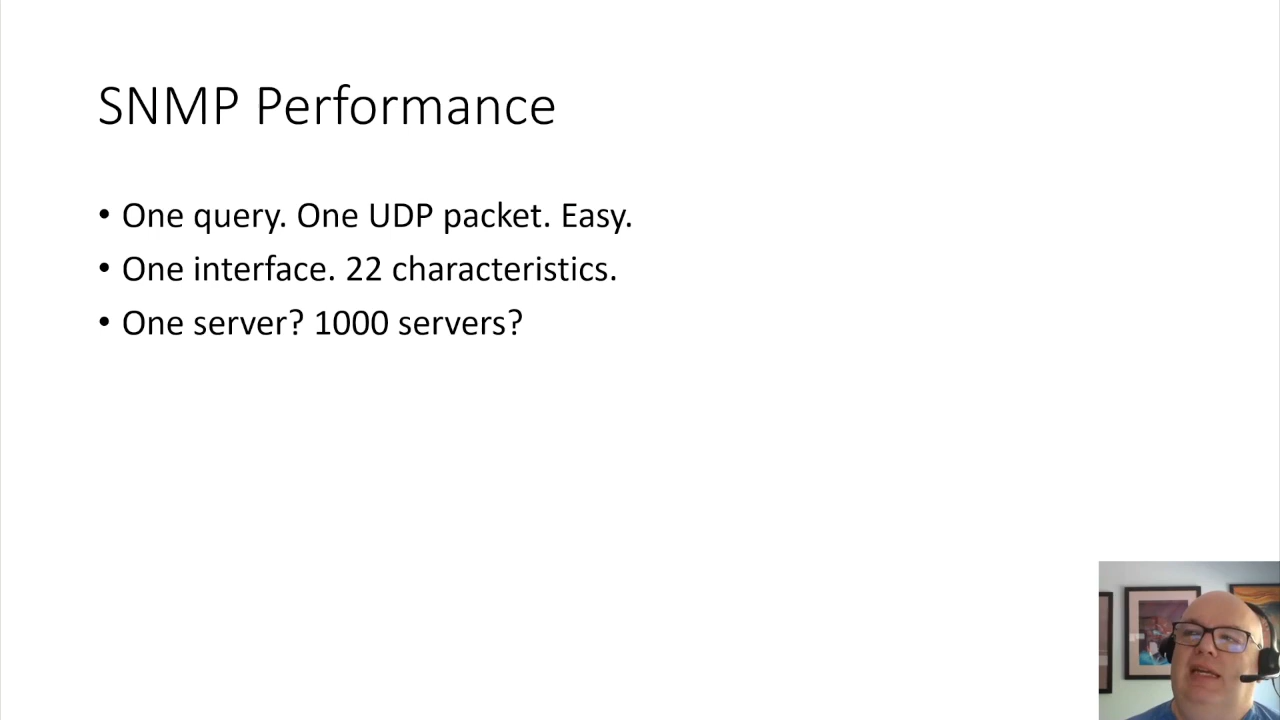 SNMP Performance
• One query. One UDP packet. Easy.
• One interface. 22 characteristics.
• One server? 1000 servers?